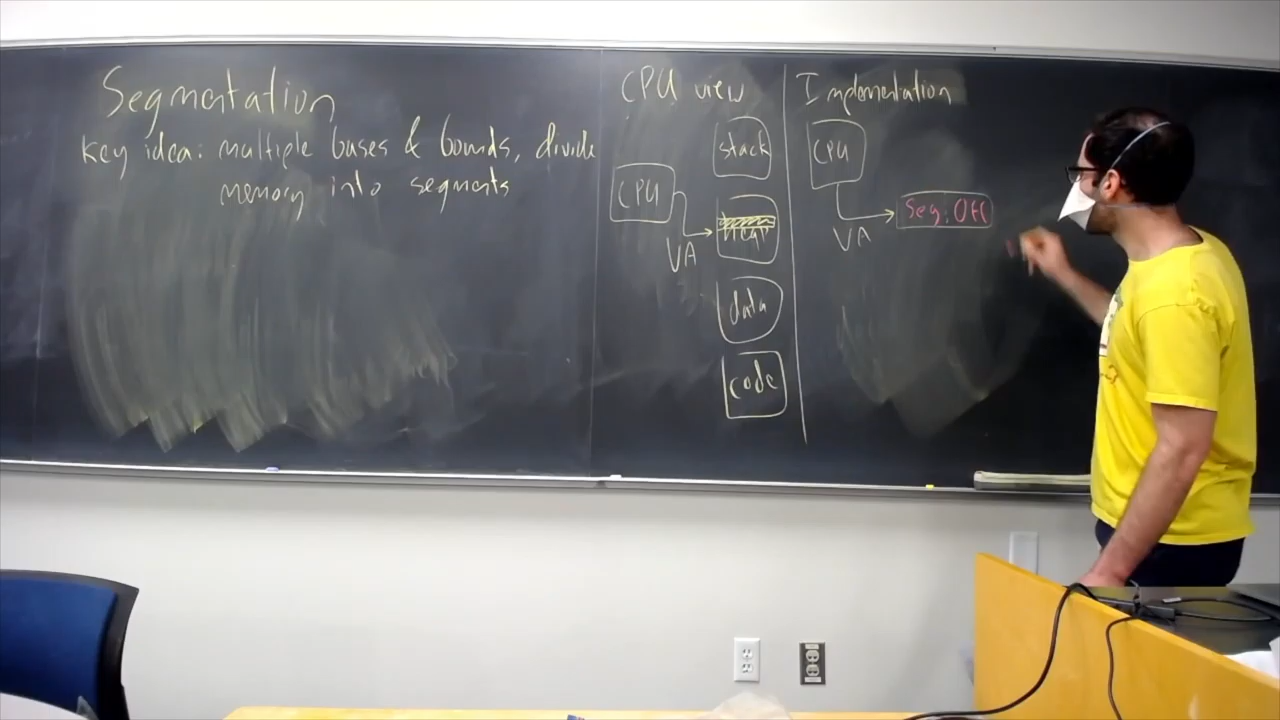 Segmentation
Key idea: multiple bases & bounds, divide
memory into segments
CPU view
stack
CPU
VA
heap
data
code
Implementation
CPU
VA
Seg: Off